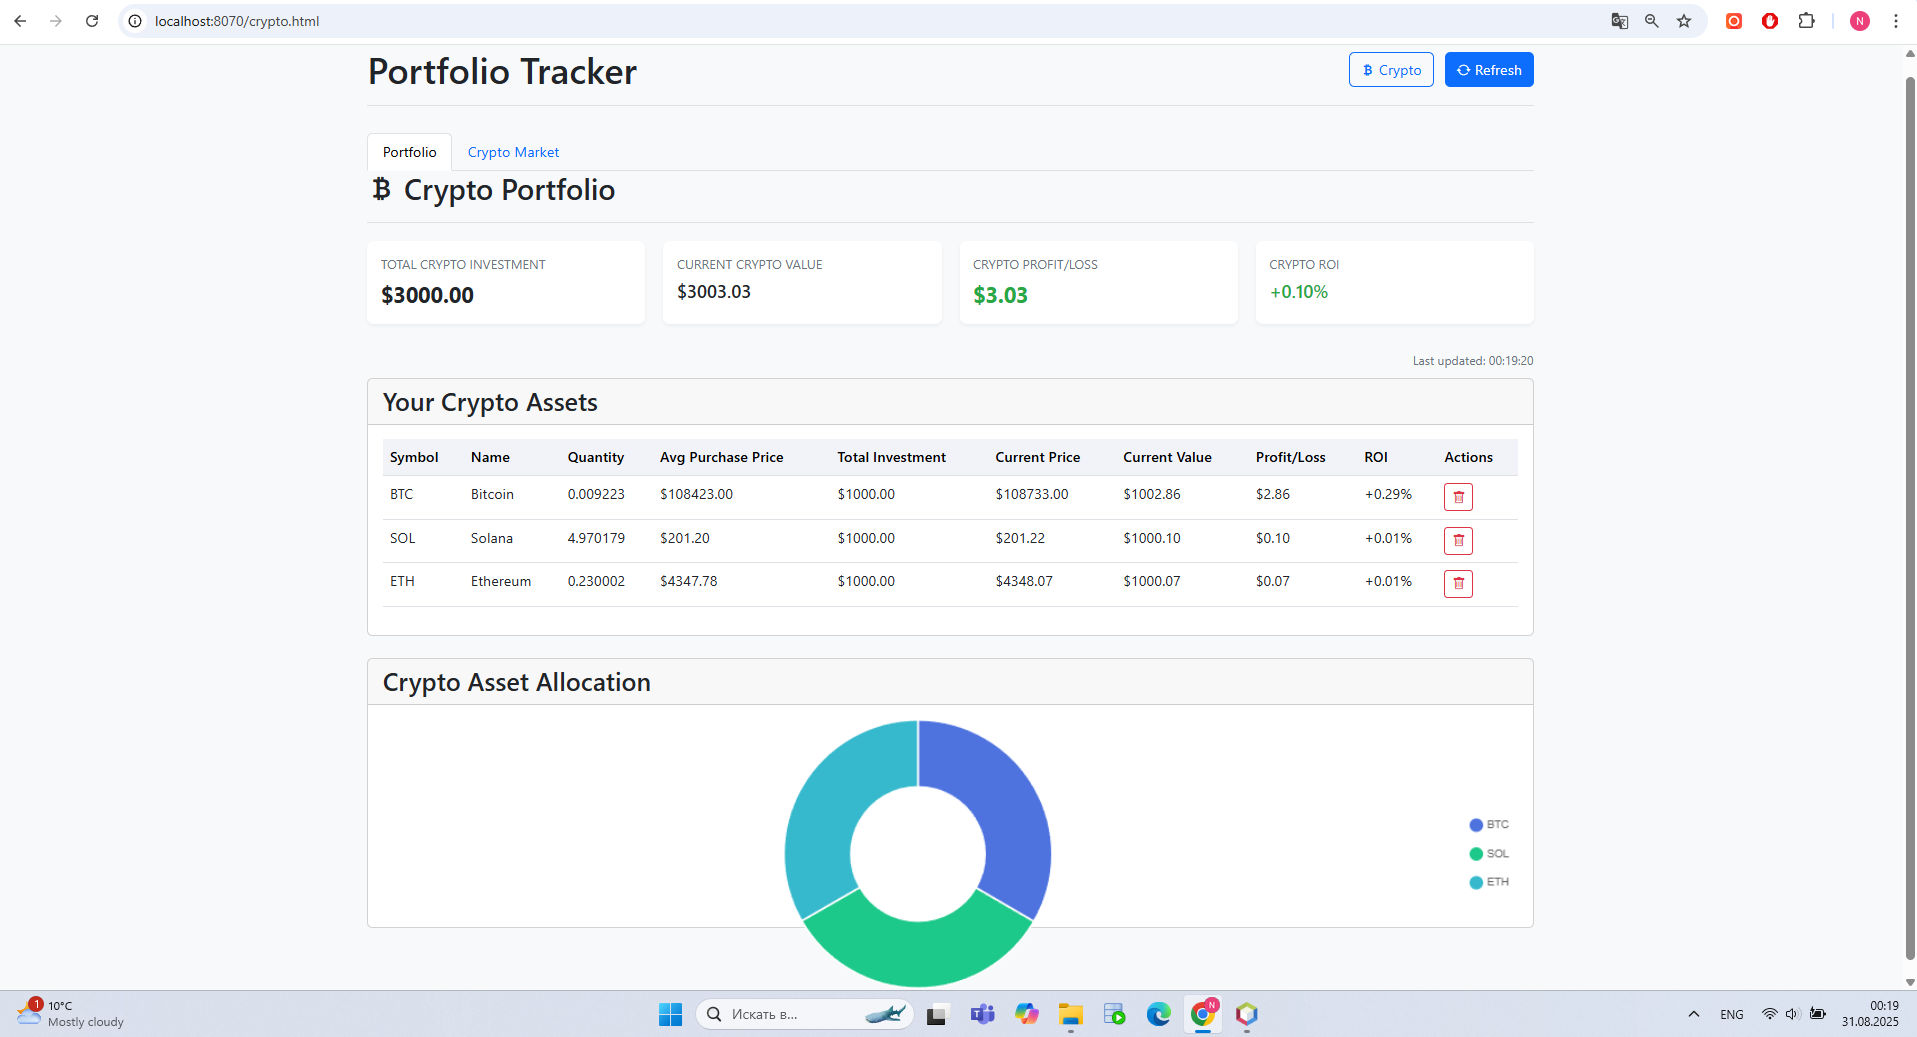 localhost:8070/crypto.html
N
Portfolio Tracker
Crypto
Refresh
Portfolio
Crypto Market
Crypto Portfolio
TOTAL CRYPTO INVESTMENT
$3000.00
CURRENT CRYPTO VALUE
$3003.03
CRYPTO PROFIT/LOSS
$3.03
CRYPTO ROI
+0.10%
Last updated: 00:19:20
Your Crypto Assets
Symbol Name Quantity Avg Purchase Price Total Investment Current Price Current Value Profit/Loss ROI Actions
BTC Bitcoin 0.009223 $108423.00 $1000.00 $108733.00 $1002.86 $2.86 +0.29%
SOL Solana 4.970179 $201.20 $1000.00 $201.22 $1000.10 $0.10 +0.01%
ETH Ethereum 0.230002 $4347.78 $1000.00 $4348.07 $1000.07 $0.07 +0.01%
Crypto Asset Allocation
BTC
SOL
ETH
1
10°C
Mostly cloudy
Искать в...
N
ENG
00:19
31.08.2025